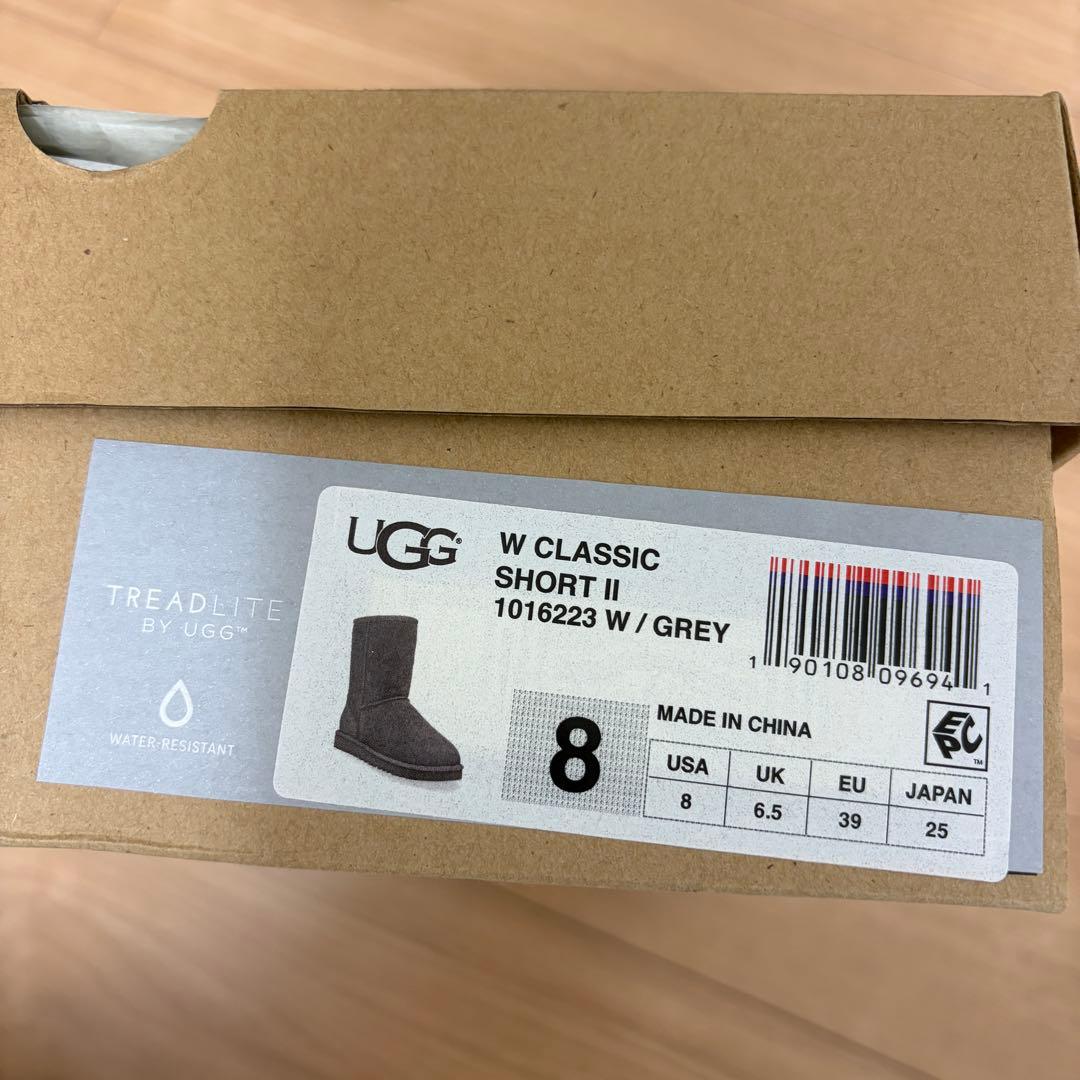 TREADLITE
BY UGG™
WATER-RESISTANT
UGG®
W CLASSIC
SHORT II
1016223 W / GREY
1 90108 09694 1
8
MADE IN CHINA
EPC™
USA UK EU JAPAN
8 6.5 39 25